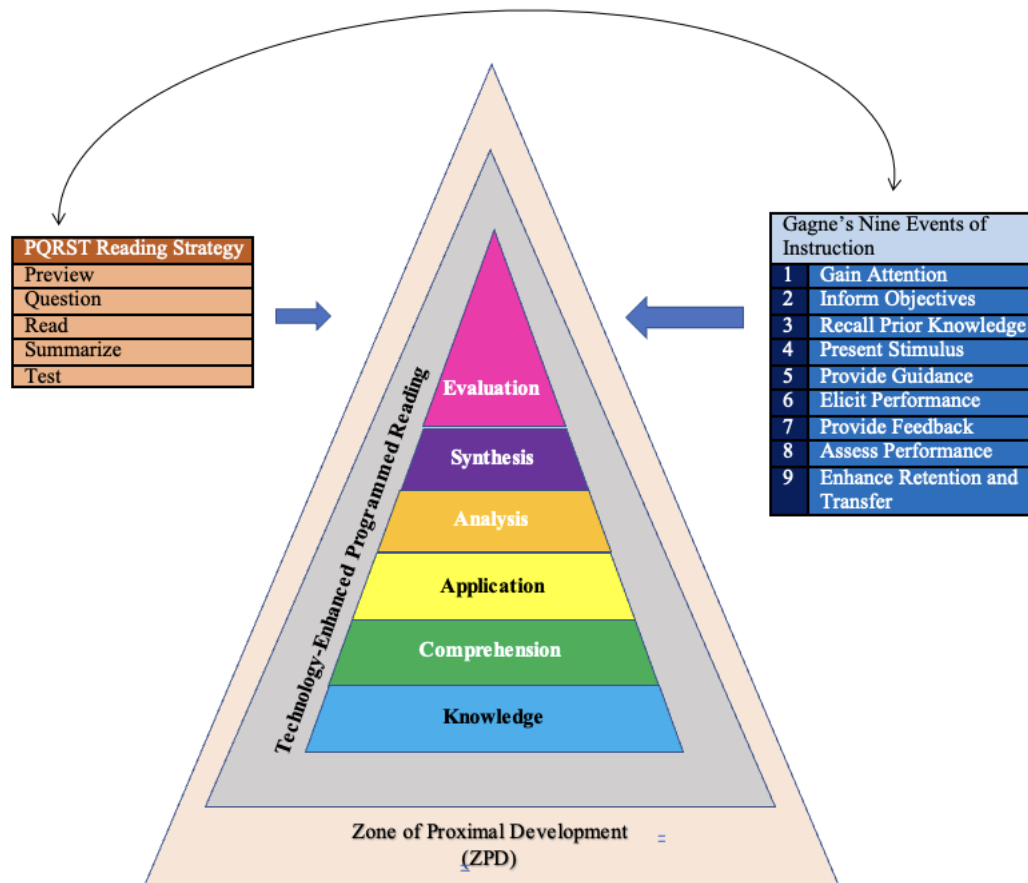 PQRST Reading Strategy
Preview
Question
Read
Summarize
Test
Technology-Enhanced Programmed Reading
Evaluation
Synthesis
Analysis
Application
Comprehension
Knowledge
Zone of Proximal Development
(ZPD)
Gagne’s Nine Events of
Instruction
1 Gain Attention
2 Inform Objectives
3 Recall Prior Knowledge
4 Present Stimulus
5 Provide Guidance
6 Elicit Performance
7 Provide Feedback
8 Assess Performance
9 Enhance Retention and
Transfer